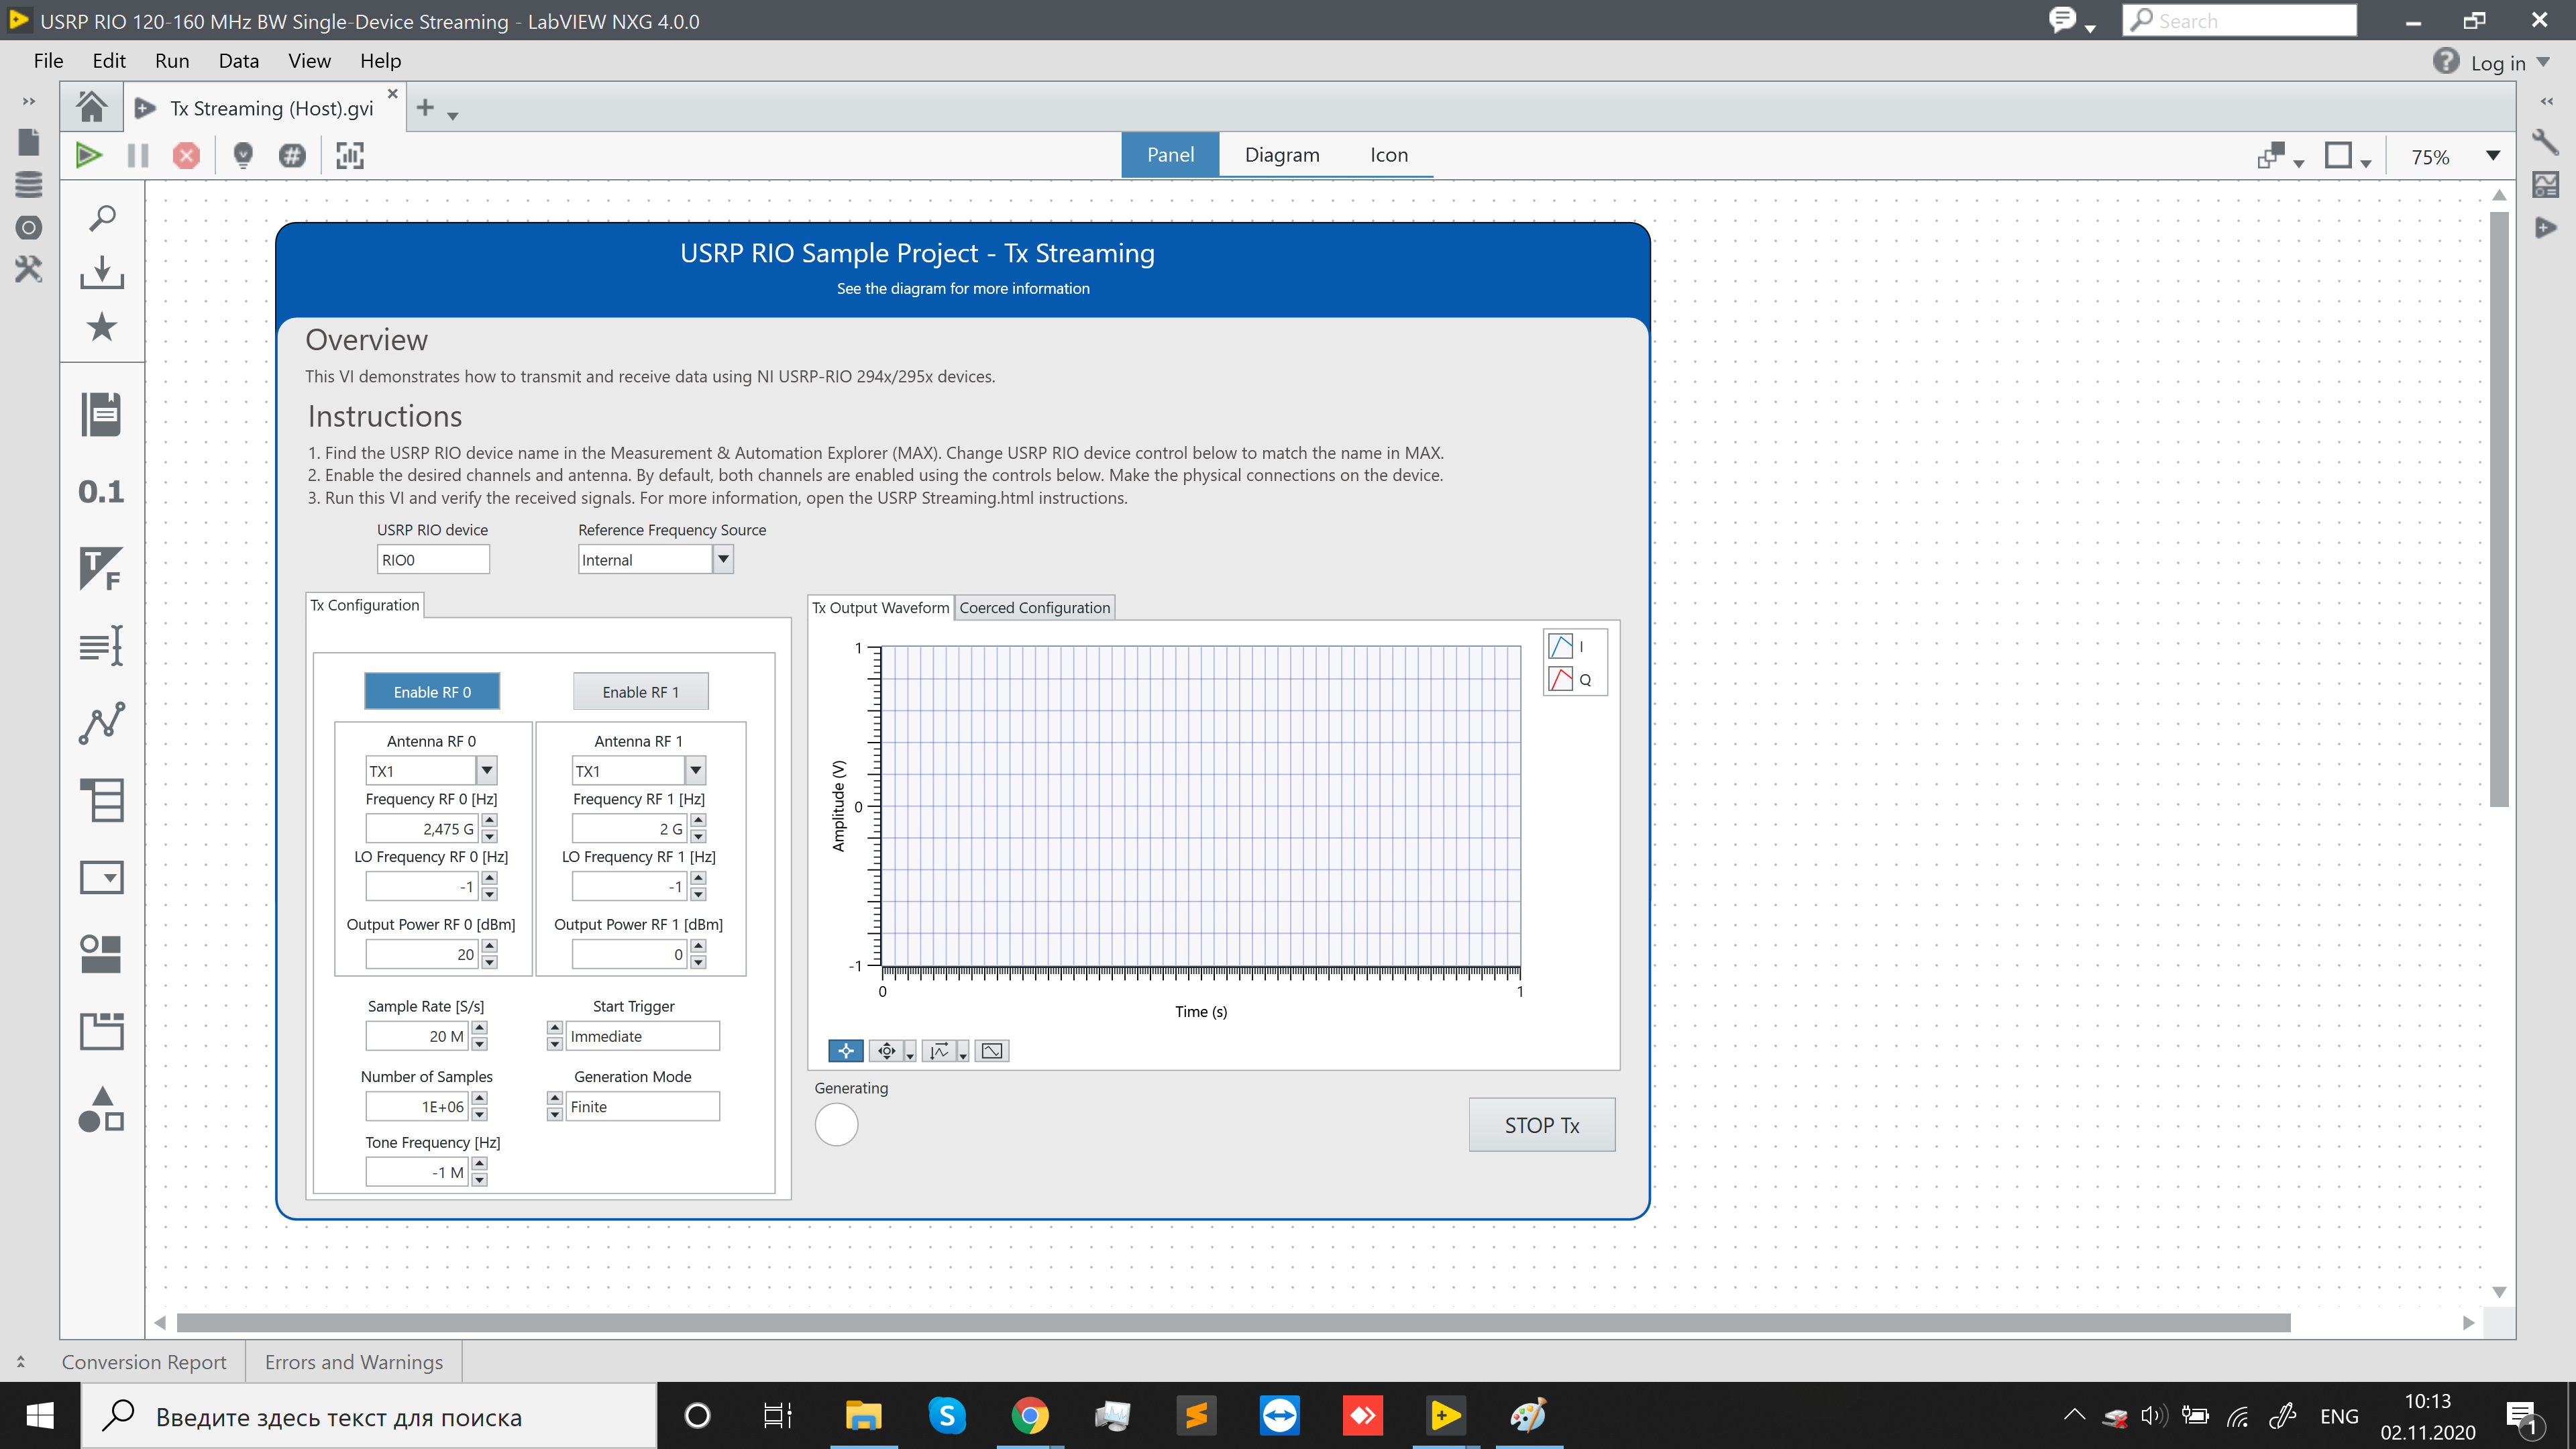 USRP RIO 120-160 MHz BW Single-Device Streaming - LabVIEW NXG 4.0.0
Search
File Edit Run Data View Help
Log in
Tx Streaming (Host).gvi
Panel Diagram Icon
75%
USRP RIO Sample Project - Tx Streaming
See the diagram for more information
Overview
This VI demonstrates how to transmit and receive data using NI USRP-RIO 294x/295x devices.
Instructions
1. Find the USRP RIO device name in the Measurement & Automation Explorer (MAX). Change USRP RIO device control below to match the name in MAX.
2. Enable the desired channels and antenna. By default, both channels are enabled using the controls below. Make the physical connections on the device.
3. Run this VI and verify the received signals. For more information, open the USRP Streaming.html instructions.
0.1
T F
USRP RIO device
RIO0
Reference Frequency Source
Internal
Tx Configuration
Enable RF 0
Enable RF 1
Antenna RF 0
TX1
Frequency RF 0 [Hz]
2,475 G
LO Frequency RF 0 [Hz]
-1
Output Power RF 0 [dBm]
20
Antenna RF 1
TX1
Frequency RF 1 [Hz]
2 G
LO Frequency RF 1 [Hz]
-1
Output Power RF 1 [dBm]
0
Sample Rate [S/s]
20 M
Start Trigger
Immediate
Number of Samples
1E+06
Generation Mode
Finite
Tone Frequency [Hz]
-1 M
Tx Output Waveform
Coerced Configuration
I
Q
Amplitude (V)
1
0
-1
0
1
Time (s)
Generating
STOP Tx
Conversion Report
Errors and Warnings
Введите здесь текст для поиска
ENG
10:13
02.11.2020
1